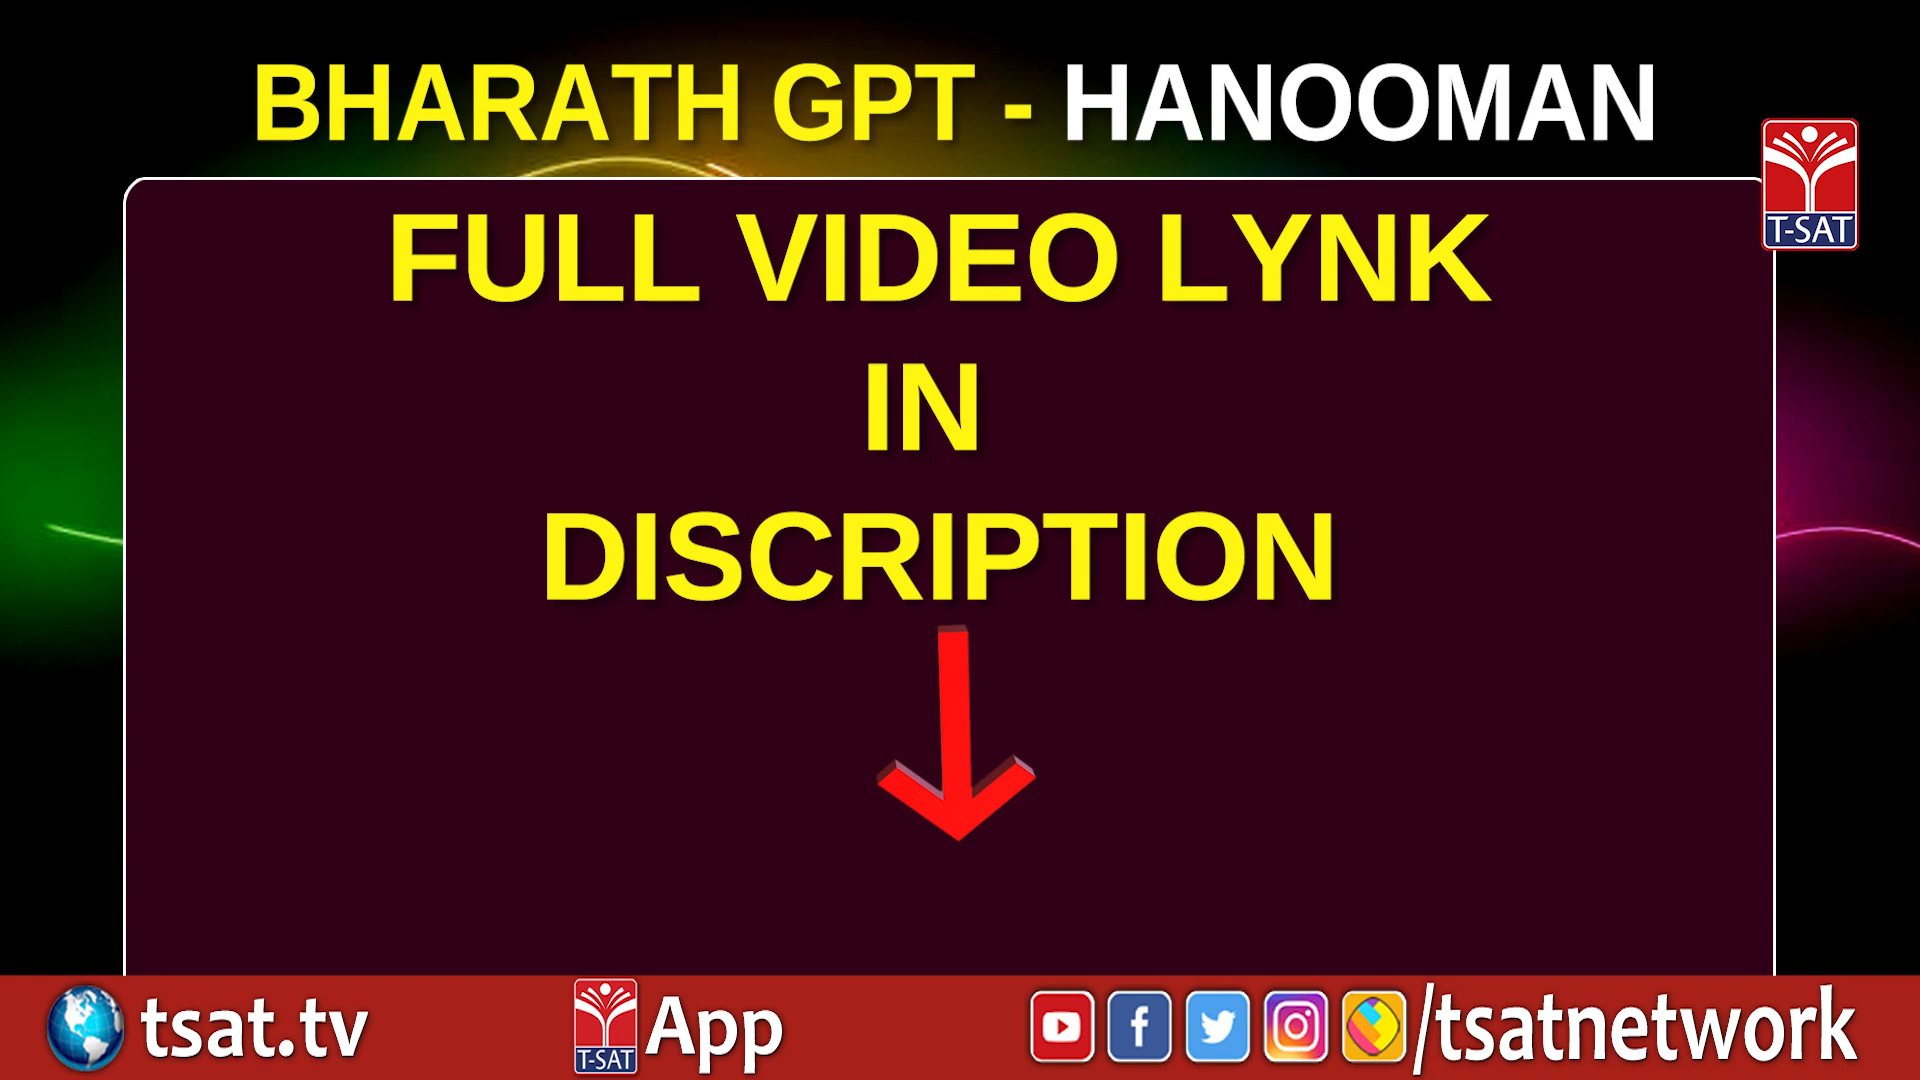 BHARATH GPT - HANOOMAN
T-SAT
FULL VIDEO LYNK
IN
DISCRIPTION
tsat.tv
T-SAT
App
/tsatnetwork